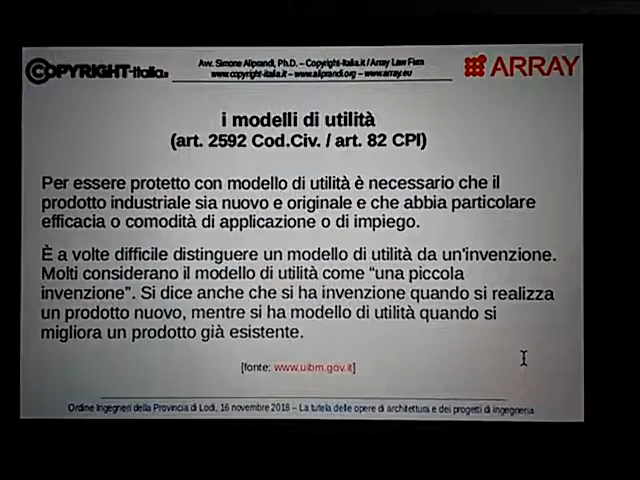 COPYRIGHT-Italia.it
Avv. Simone Aliprandi, Ph.D. – Copyright-Italia.it / Array Law Firm
www.copyright-italia.it – www.aliprandi.org – www.array.eu
ARRAY
i modelli di utilità
(art. 2592 Cod.Civ. / art. 82 CPI)
Per essere protetto con modello di utilità è necessario che il
prodotto industriale sia nuovo e originale e che abbia particolare
efficacia o comodità di applicazione o di impiego.
È a volte difficile distinguere un modello di utilità da un'invenzione.
Molti considerano il modello di utilità come “una piccola
invenzione”. Si dice anche che si ha invenzione quando si realizza
un prodotto nuovo, mentre si ha modello di utilità quando si
migliora un prodotto già esistente.
[fonte: www.uibm.gov.it]
Ordine Ingegneri della Provincia di Lodi, 16 novembre 2018 – La tutela delle opere di architettura e dei progetti di ingegneria